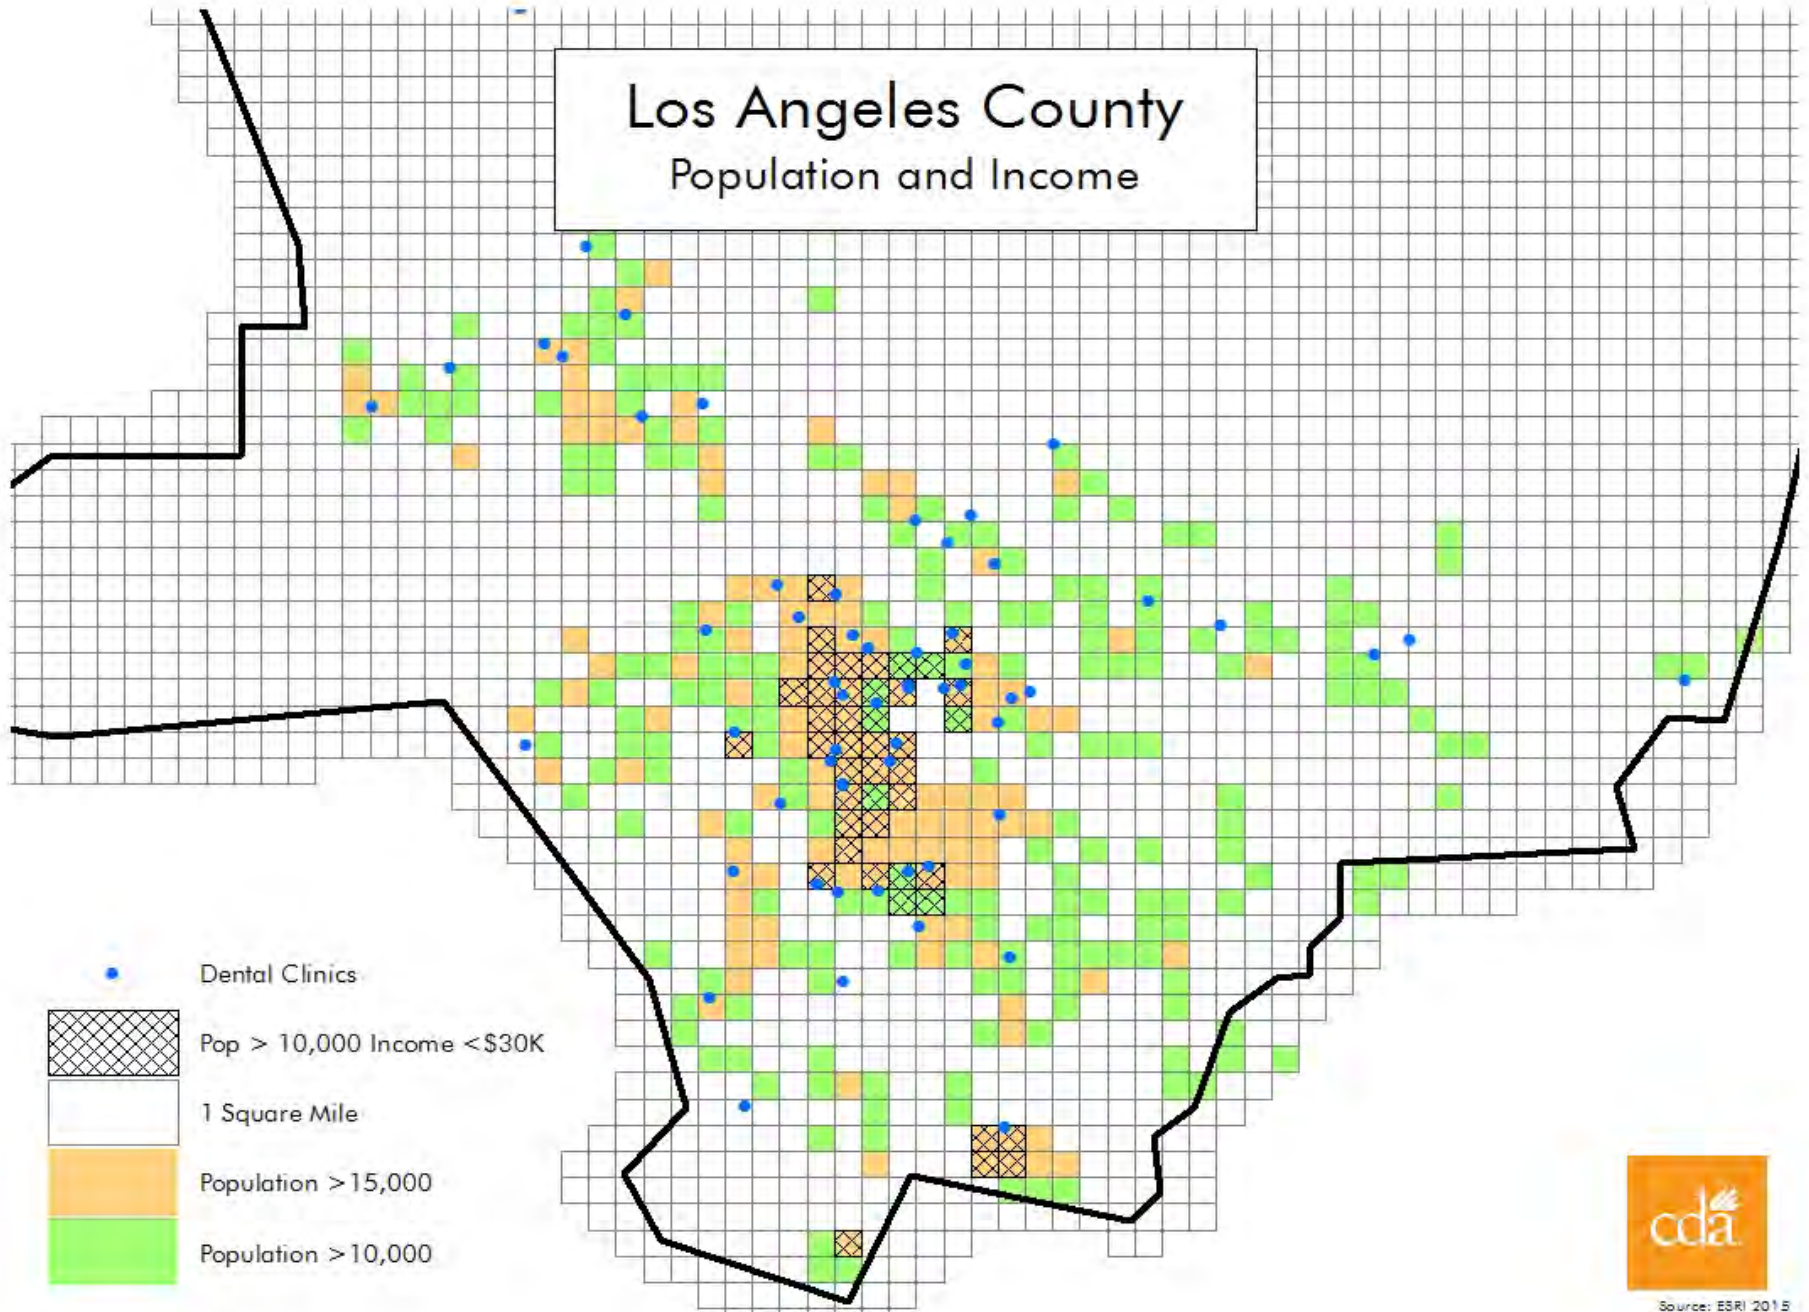 Los Angeles County
Population and Income
Dental Clinics
Pop > 10,000 Income <$30K
1 Square Mile
Population >15,000
Population >10,000
cda
Source: ESRI 2015